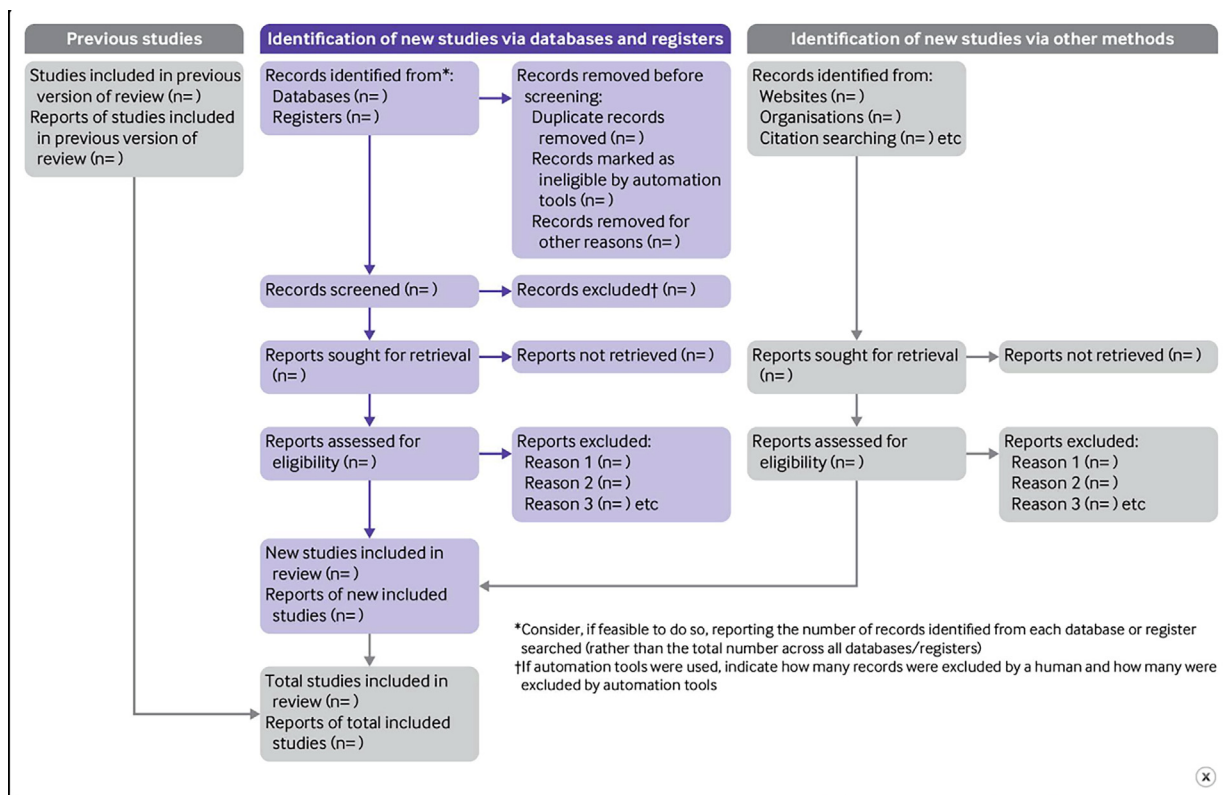 Previous studies
Identification of new studies via databases and registers
Identification of new studies via other methods
Studies included in previous
version of review (n= )
Reports of studies included
in previous version of
review (n= )
Records identified from*:
Databases (n= )
Registers (n= )
Records removed before
screening:
Duplicate records
removed (n= )
Records marked as
ineligible by automation
tools (n= )
Records removed for
other reasons (n= )
Records identified from:
Websites (n= )
Organisations (n= )
Citation searching (n= ) etc
Records screened (n= )
Records excluded† (n= )
Reports sought for retrieval
(n= )
Reports not retrieved (n= )
Reports sought for retrieval
(n= )
Reports not retrieved (n= )
Reports assessed for
eligibility (n= )
Reports excluded:
Reason 1 (n= )
Reason 2 (n= )
Reason 3 (n= ) etc
Reports assessed for
eligibility (n= )
Reports excluded:
Reason 1 (n= )
Reason 2 (n= )
Reason 3 (n= ) etc
New studies included in
review (n= )
Reports of new included
studies (n= )
*Consider, if feasible to do so, reporting the number of records identified from each database or register
searched (rather than the total number across all databases/registers)
†If automation tools were used, indicate how many records were excluded by a human and how many were
excluded by automation tools
Total studies included in
review (n= )
Reports of total included
studies (n= )
X